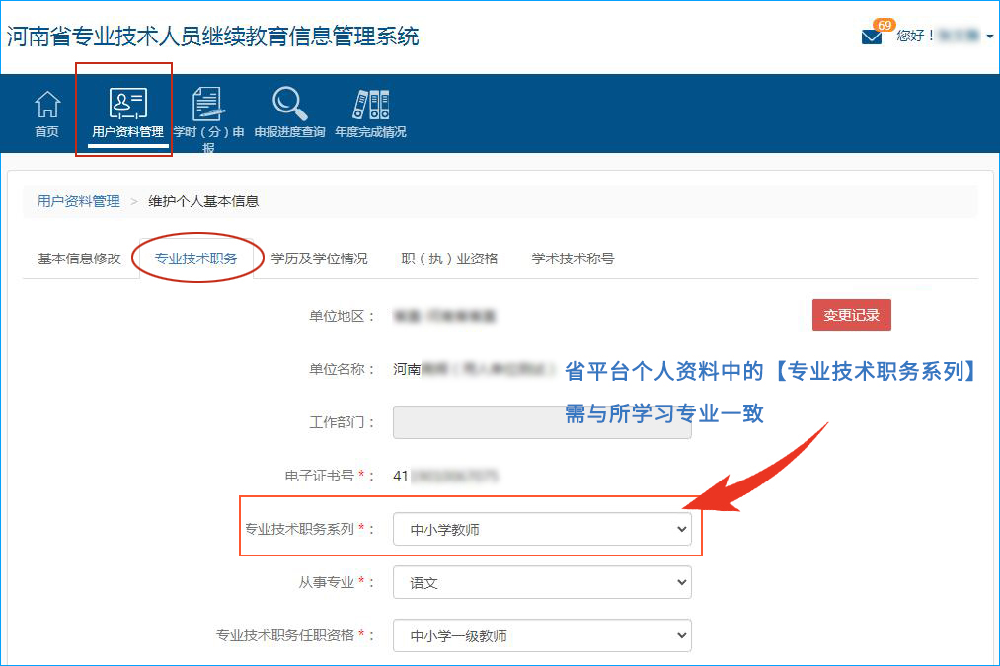 河南省专业技术人员继续教育信息管理系统
69
您好！
首页
用户资料管理
学时（分）申
报
申报进度查询
年度完成情况
用户资料管理 > 维护个人基本信息
基本信息修改
专业技术职务
学历及学位情况
职（执）业资格
学术技术称号
单位地区：
变更记录
单位名称： 河南
省平台个人资料中的【专业技术职务系列】
需与所学习专业一致
工作部门：
电子证书号 *： 41
专业技术职务系列 *： 中小学教师
从事专业 *： 语文
专业技术职务任职资格 *： 中小学一级教师